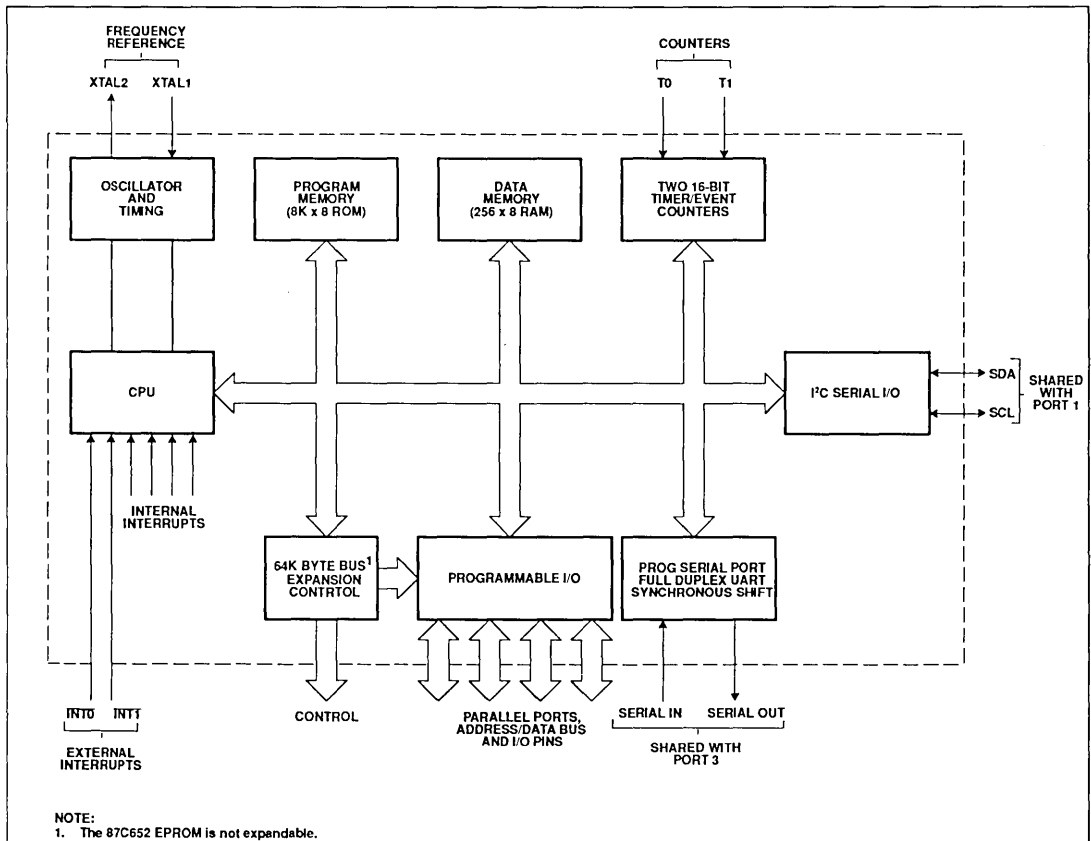 FREQUENCY
REFERENCE
XTAL2 XTAL1
COUNTERS
T0 T1
OSCILLATOR
AND
TIMING
PROGRAM
MEMORY
(8K x 8 ROM)
DATA
MEMORY
(256 x 8 RAM)
TWO 16-BIT
TIMER/EVENT
COUNTERS
CPU
I²C SERIAL I/O
SDA
SCL
SHARED
WITH
PORT 1
INTERNAL
INTERRUPTS
64K BYTE BUS¹
EXPANSION
CONTRTOL
PROGRAMMABLE I/O
PROG SERIAL PORT
FULL DUPLEX UART
SYNCHRONOUS SHIFT
INT0 INT1
EXTERNAL
INTERRUPTS
CONTROL
PARALLEL PORTS,
ADDRESS/DATA BUS
AND I/O PINS
SERIAL IN SERIAL OUT
SHARED WITH
PORT 3
NOTE:
1. The 87C652 EPROM is not expandable.